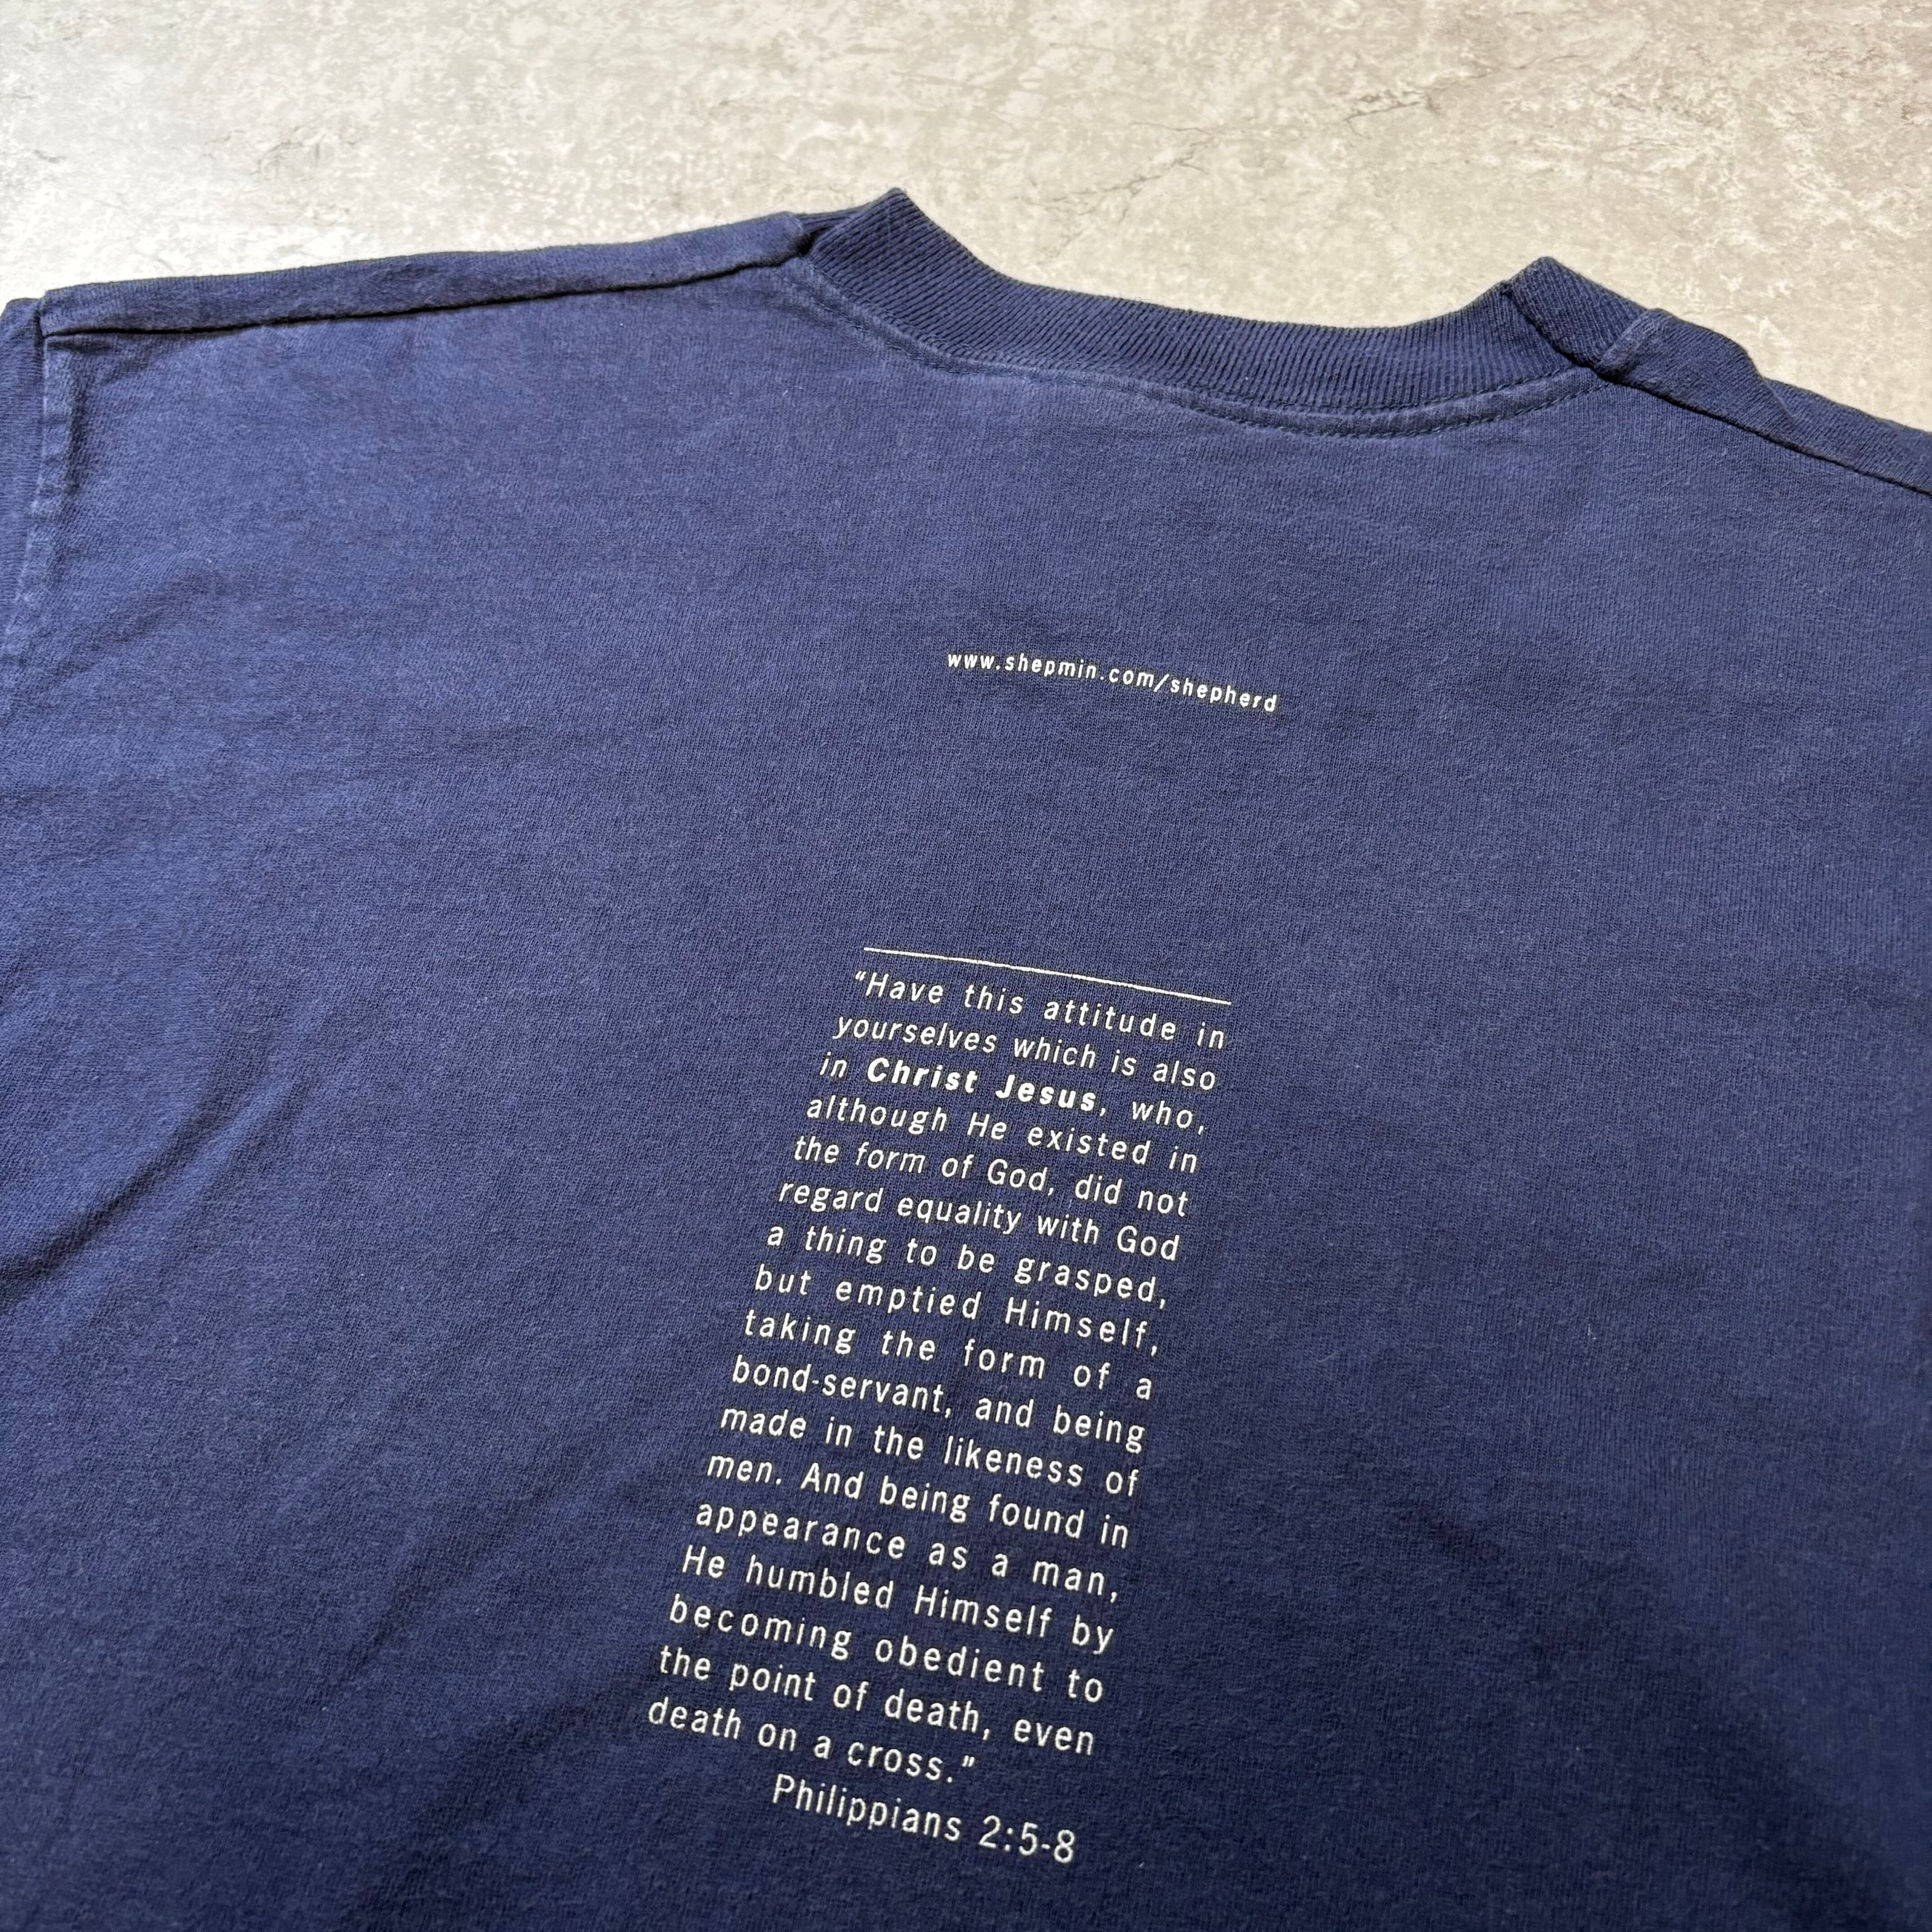 www.shepmin.com/shepherd
“Have this attitude in
yourselves which is also
in Christ Jesus, who,
although He existed in
the form of God, did not
regard equality with God
a thing to be grasped,
but emptied Himself,
taking the form of a
bond-servant, and being
made in the likeness of
men. And being found in
appearance as a man,
He humbled Himself by
becoming obedient to
the point of death, even
death on a cross.”
Philippians 2:5-8